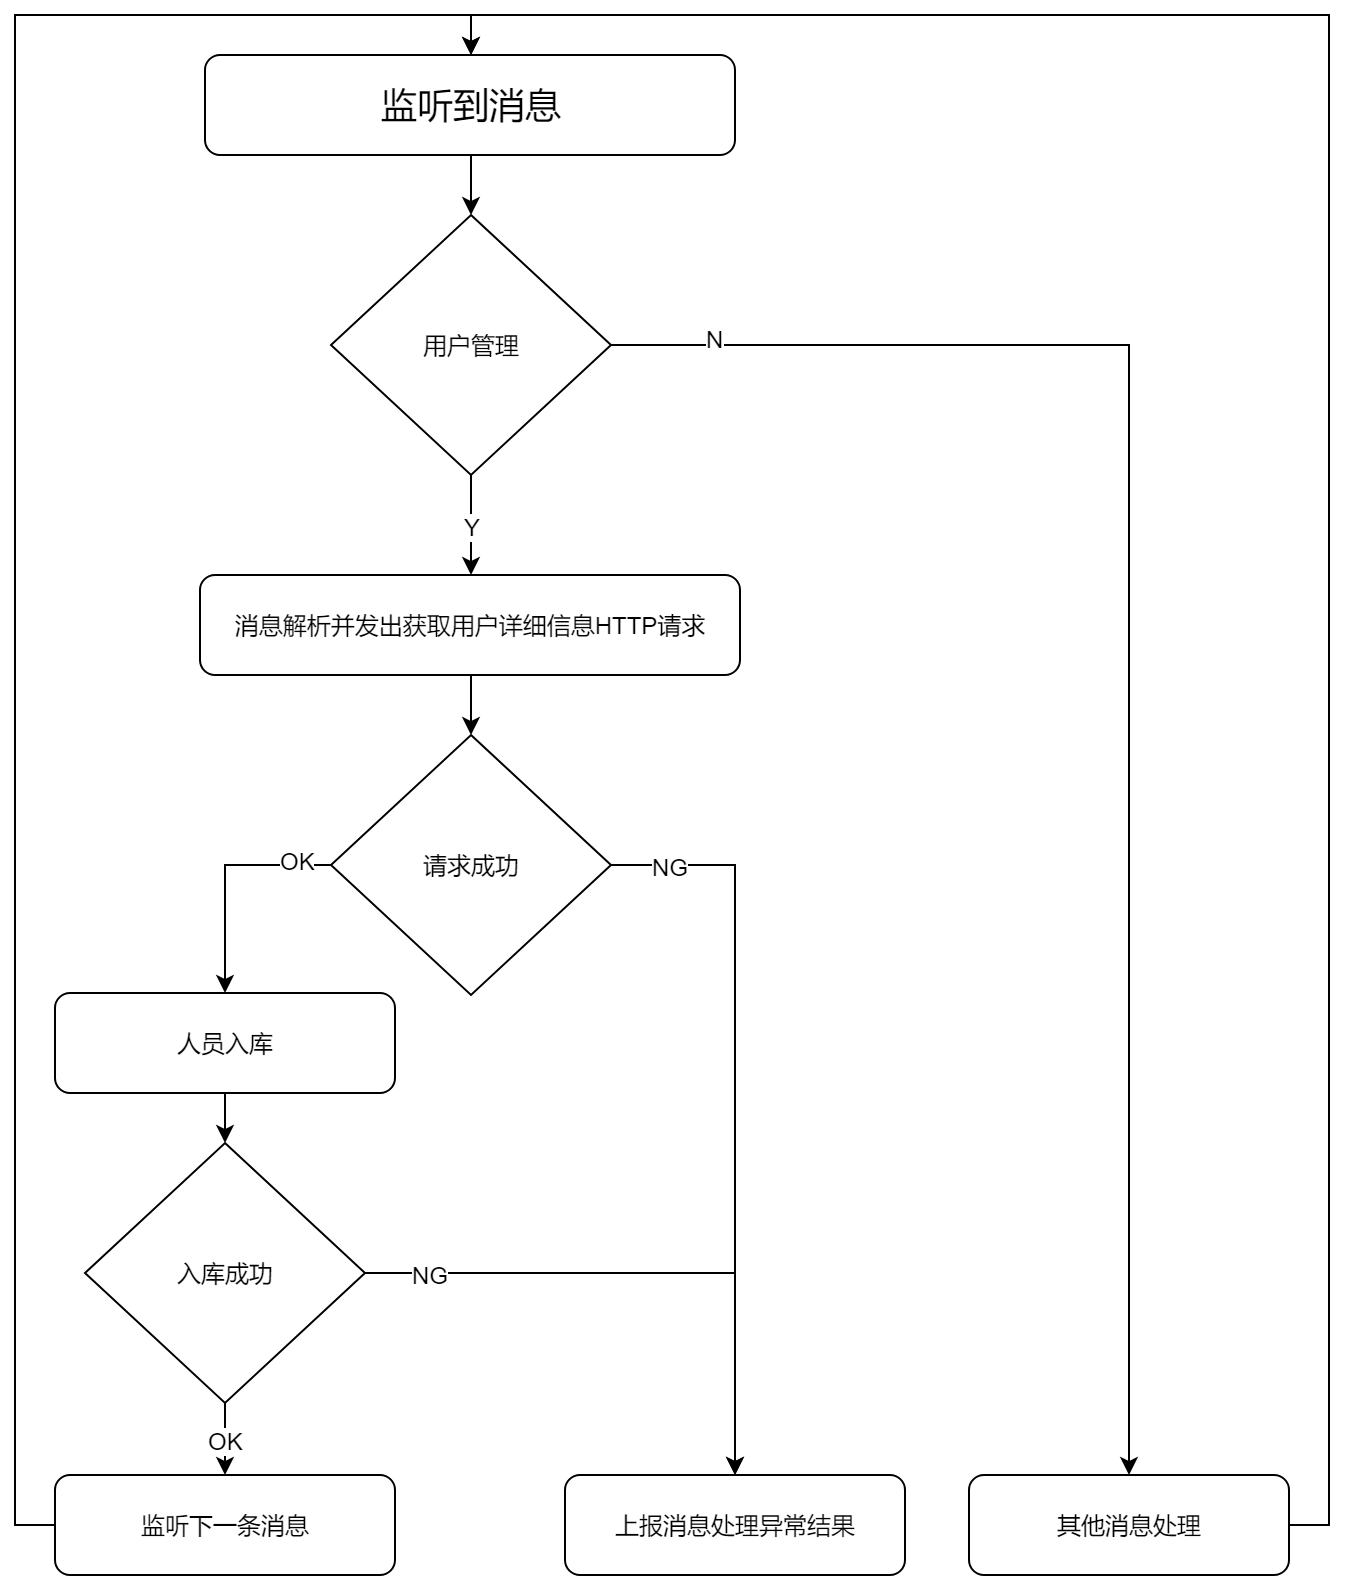 监听到消息
用户管理
N
Y
消息解析并发出获取用户详细信息HTTP请求
请求成功
OK
NG
人员入库
入库成功
NG
OK
监听下一条消息
上报消息处理异常结果
其他消息处理